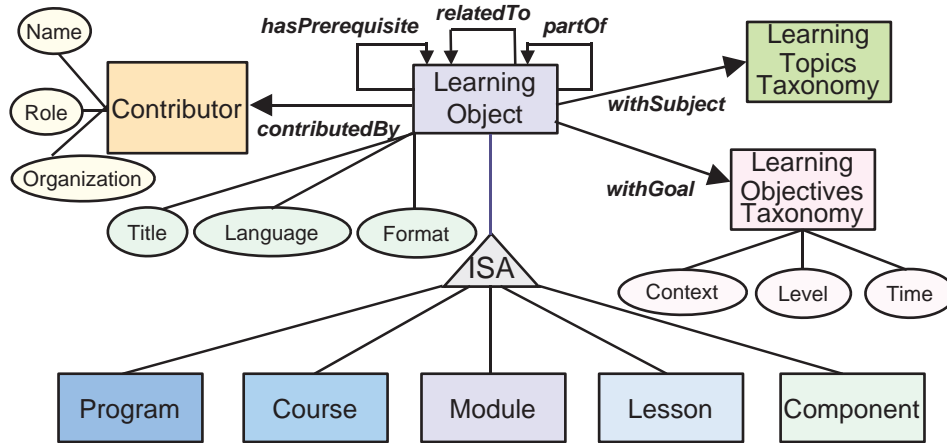 Name
hasPrerequisite
relatedTo
partOf
Learning
Topics
Taxonomy
Learning
Object
Contributor
Role
contributedBy
withSubject
Organization
Learning
Objectives
Taxonomy
withGoal
Title
Language
Format
ISA
Context
Level
Time
Program
Course
Module
Lesson
Component